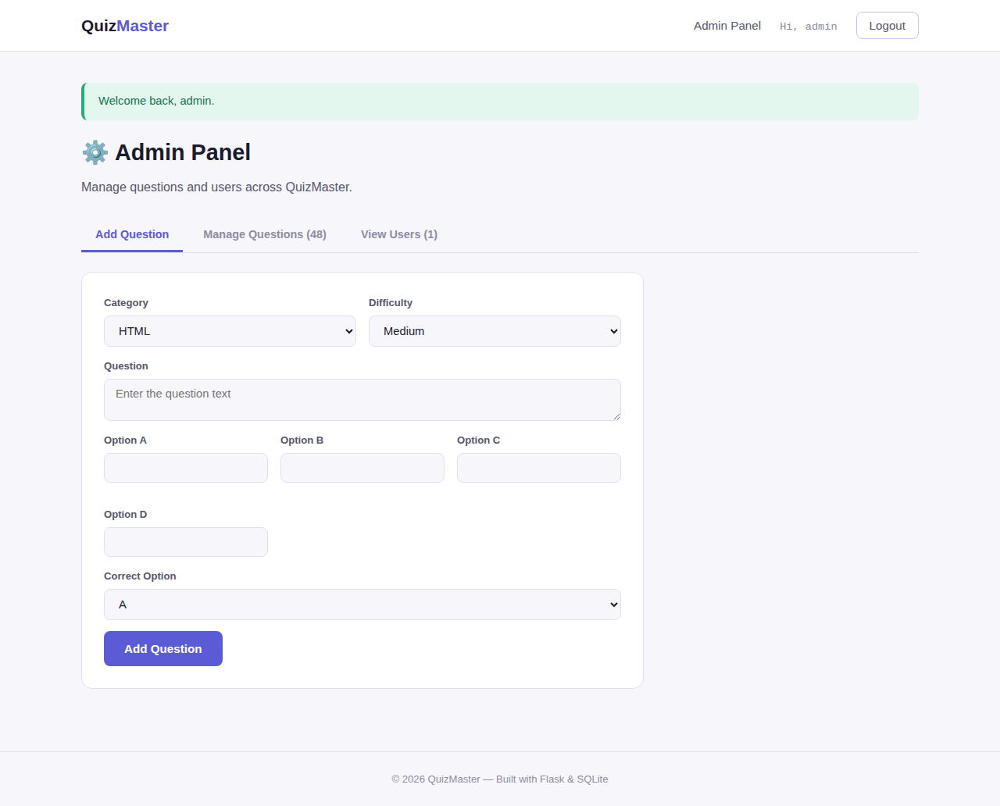 QuizMaster
Admin Panel Hi, admin Logout
Welcome back, admin.
Admin Panel
Manage questions and users across QuizMaster.
Add Question Manage Questions (48) View Users (1)
Category Difficulty
HTML Medium
Question
Enter the question text
Option A Option B Option C
Option D
Correct Option
A
Add Question
© 2026 QuizMaster — Built with Flask & SQLite